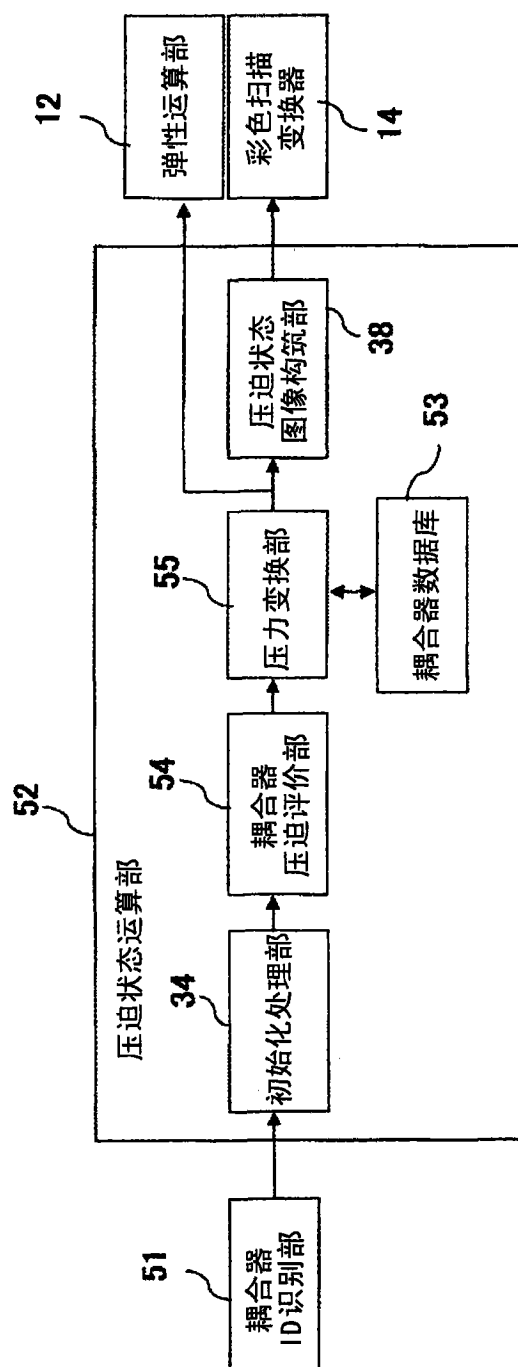 51
耦合器
ID识别部
52
压迫状态运算部
34
初始化处理部
54
耦合器
压迫评价部
55
压力变换部
53
耦合器数据库
压迫状态
图像构筑部
38
12
弹性运算部
彩色扫描
变换器
14